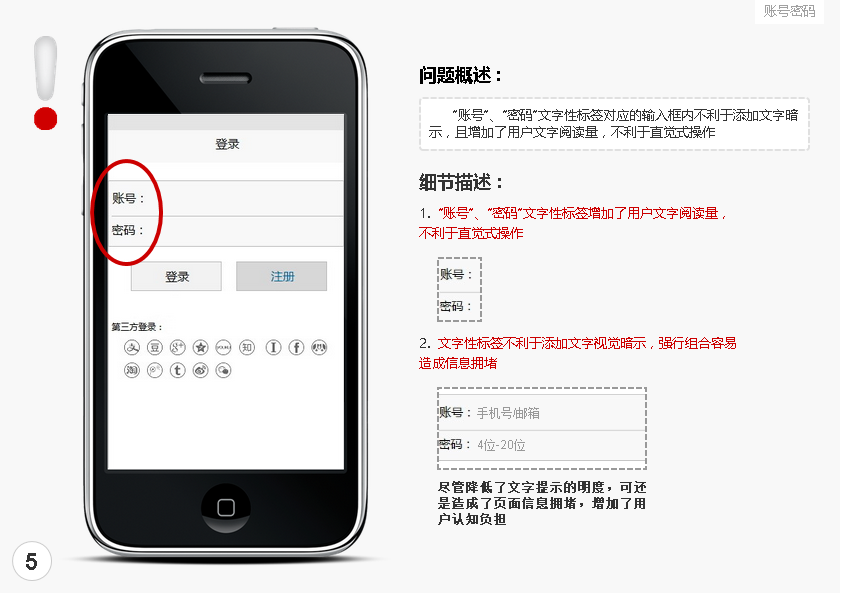 账号密码
登录
账号：
密码：
登录
注册
第三方登录：
豆
g+
知
f
淘
t
5
问题概述：
“账号”、“密码”文字性标签对应的输入框内不利于添加文字暗
示，且增加了用户文字阅读量，不利于直觉式操作
细节描述：
1. “账号”、“密码”文字性标签增加了用户文字阅读量，
不利于直觉式操作
账号：
密码：
2. 文字性标签不利于添加文字视觉暗示，强行组合容易
造成信息拥堵
账号：手机号/邮箱
密码：4位-20位
尽管降低了文字提示的明度，可还
是造成了页面信息拥堵，增加了用
户认知负担